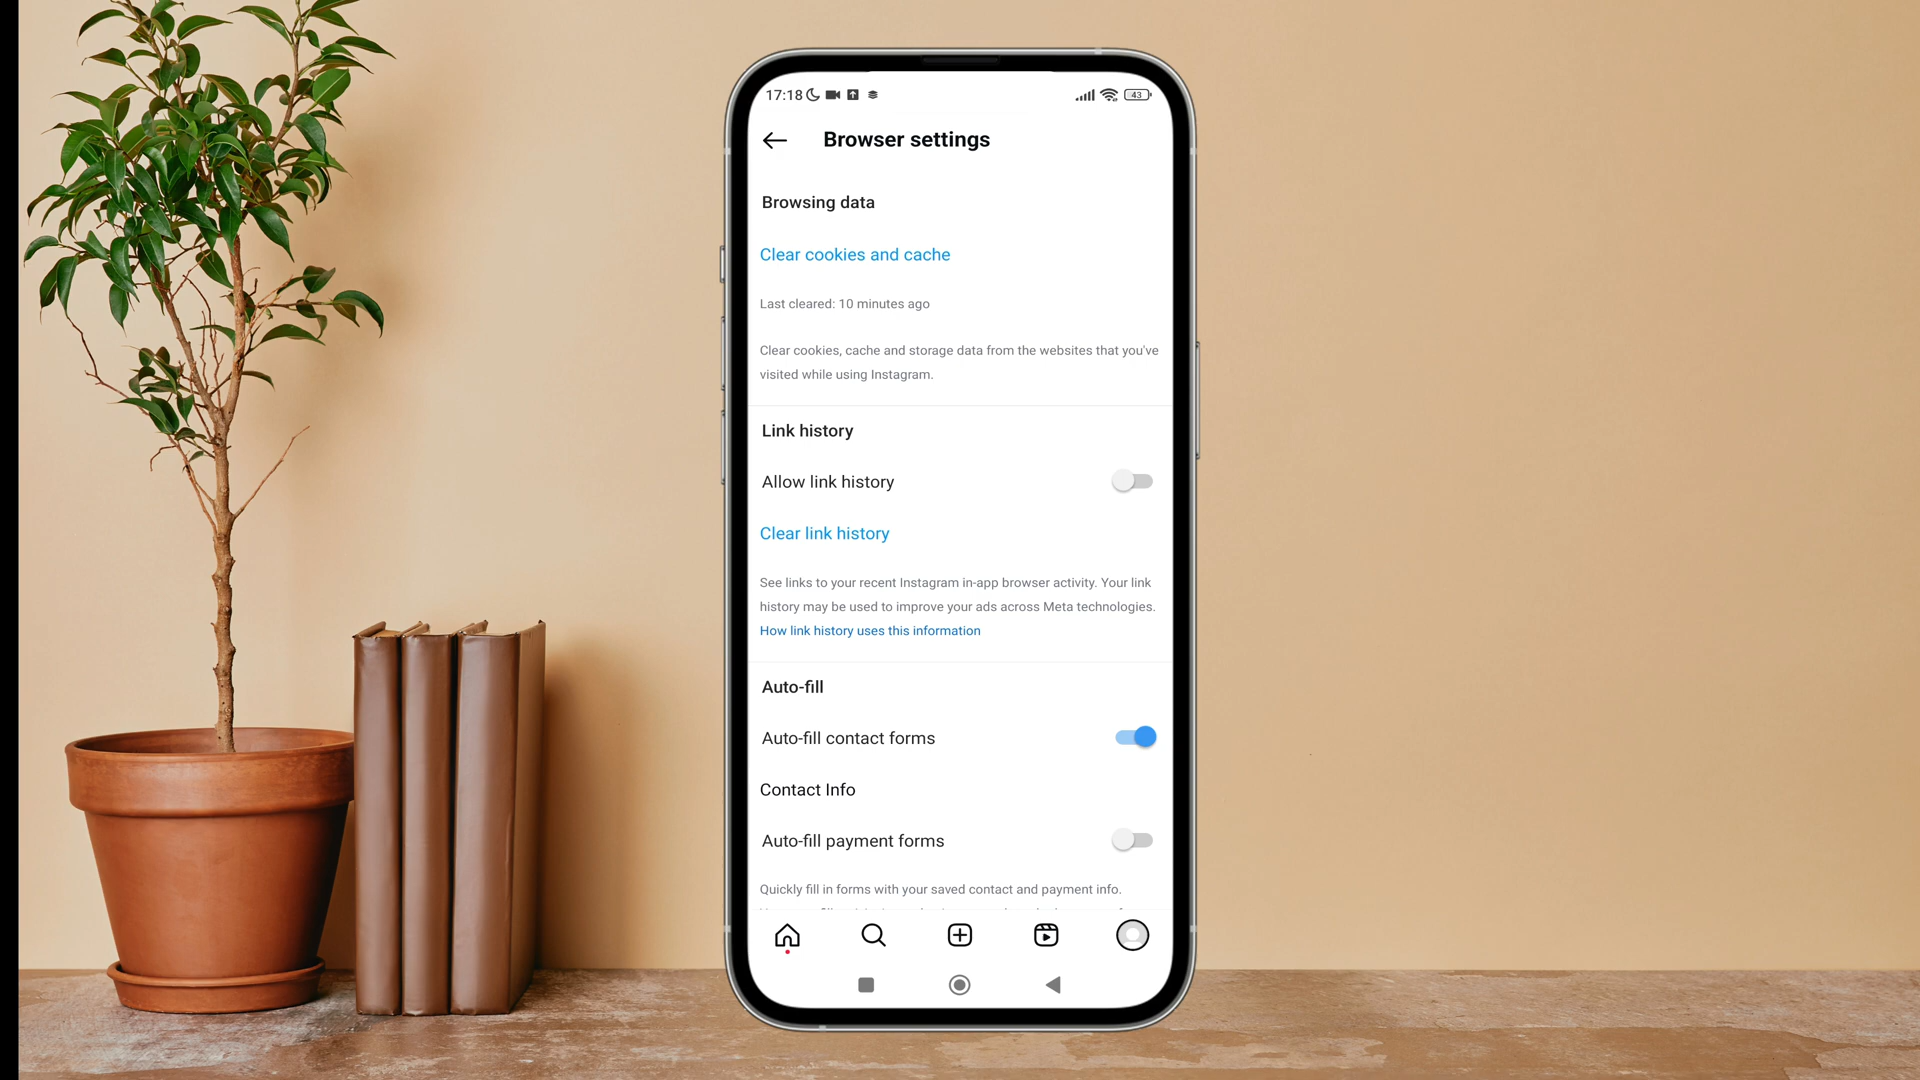 17:18
43
Browser settings
Browsing data
Clear cookies and cache
Last cleared: 10 minutes ago
Clear cookies, cache and storage data from the websites that you've
visited while using Instagram.
Link history
Allow link history
Clear link history
See links to your recent Instagram in-app browser activity. Your link
history may be used to improve your ads across Meta technologies.
How link history uses this information
Auto-fill
Auto-fill contact forms
Contact Info
Auto-fill payment forms
Quickly fill in forms with your saved contact and payment info.